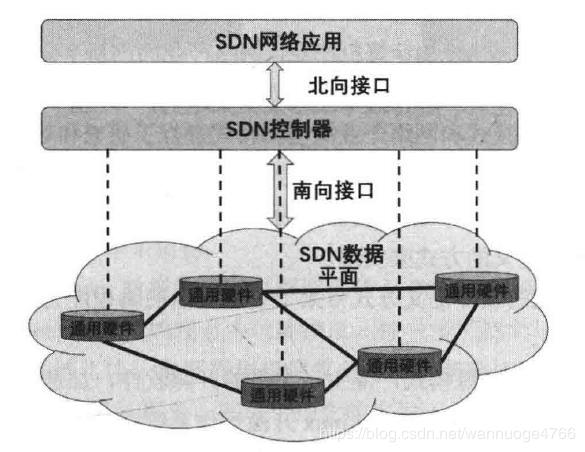 SDN网络应用
北向接口
SDN控制器
南向接口
SDN数据
平面
通用硬件
通用硬件
通用硬件
通用硬件
通用硬件
https://blog.csdn.net/wannuoge4766